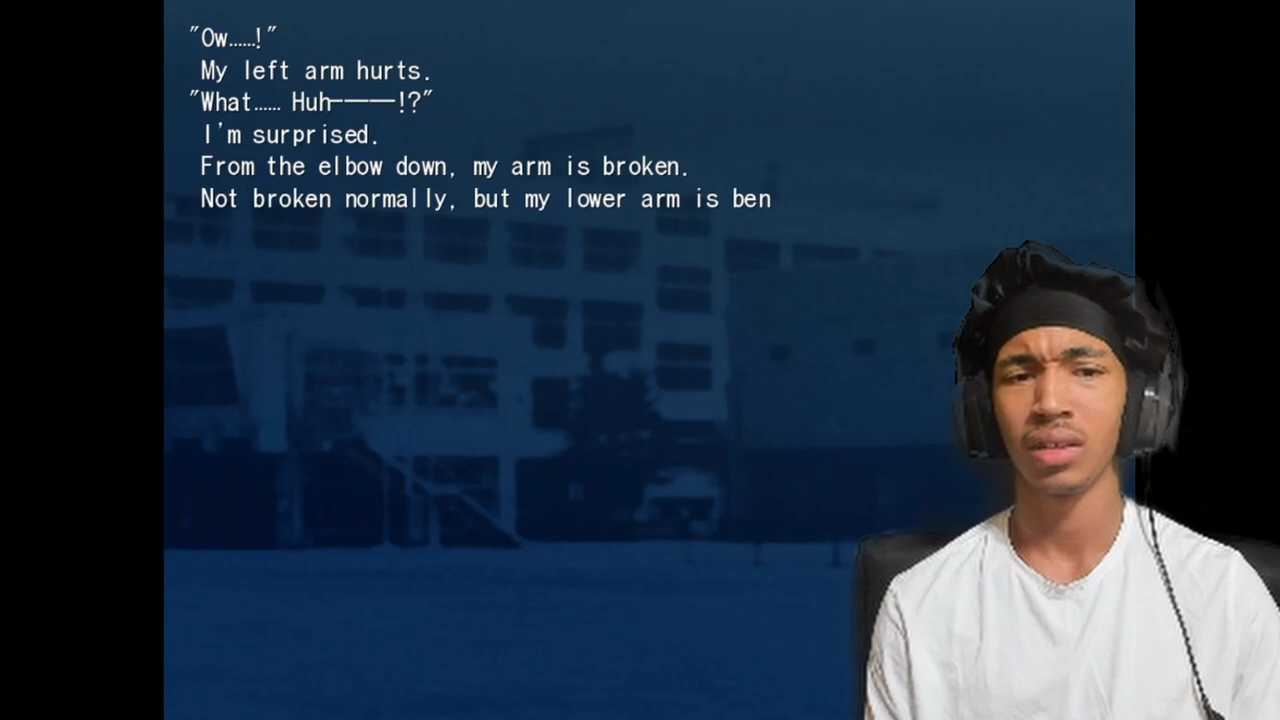 "Ow……!"
My left arm hurts.
"What…… Huh―――!?"
I'm surprised.
From the elbow down, my arm is broken.
Not broken normally, but my lower arm is ben